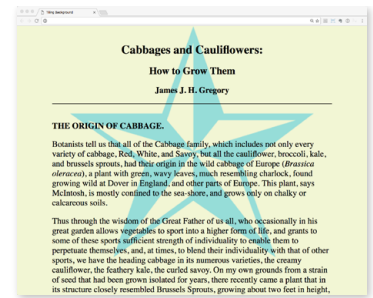 Tiling background
Cabbages and Cauliflowers:
How to Grow Them
James J. H. Gregory
THE ORIGIN OF CABBAGE.
Botanists tell us that all of the Cabbage family, which includes not only every
variety of cabbage, Red, White, and Savoy, but all the cauliflower, broccoli, kale,
and brussels sprouts, had their origin in the wild cabbage of Europe (Brassica
oleracea), a plant with green, wavy leaves, much resembling charlock, found
growing wild at Dover in England, and other parts of Europe. This plant, says
McIntosh, is mostly confined to the sea-shore, and grows only on chalky or
calcareous soils.
Thus through the wisdom of the Great Father of us all, who occasionally in his
great garden allows vegetables to sport into a higher form of life, and grants to
some of these sports sufficient strength of individuality to enable them to
perpetuate themselves, and, at times, to blend their individuality with that of other
sports, we have the heading cabbage in its numerous varieties, the creamy
cauliflower, the feathery kale, the curled savoy. On my own grounds from a strain
of seed that had been grown isolated for years, there recently came a plant that in
its structure closely resembled Brussels Sprouts, growing about two feet in height,